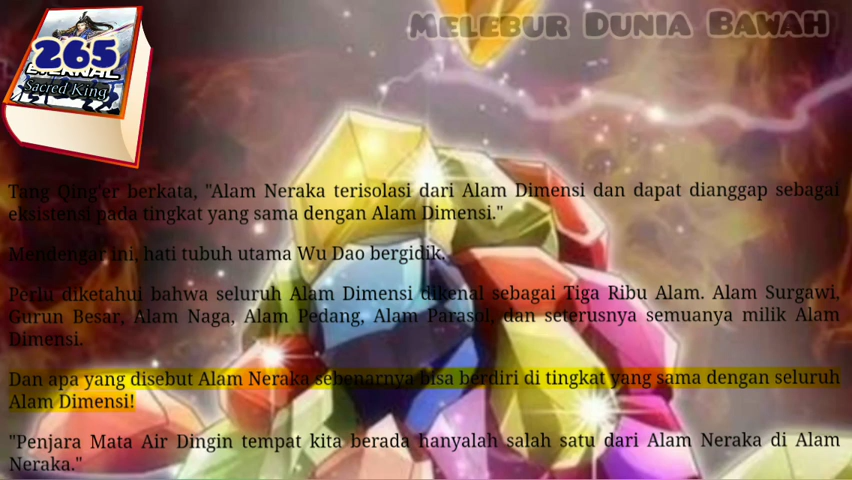 Melebur Dunia Bawah
265
ETERNAL
Sacred King
Tang Qing'er berkata, "Alam Neraka terisolasi dari Alam Dimensi dan dapat dianggap sebagai
eksistensi pada tingkat yang sama dengan Alam Dimensi."
Mendengar ini, hati tubuh utama Wu Dao bergidik.
Perlu diketahui bahwa seluruh Alam Dimensi dikenal sebagai Tiga Ribu Alam. Alam Surgawi,
Gurun Besar, Alam Naga, Alam Pedang, Alam Parasol, dan seterusnya semuanya milik Alam
Dimensi.
Dan apa yang disebut Alam Neraka sebenarnya bisa berdiri di tingkat yang sama dengan seluruh
Alam Dimensi!
"Penjara Mata Air Dingin tempat kita berada hanyalah salah satu dari Alam Neraka di Alam
Neraka."